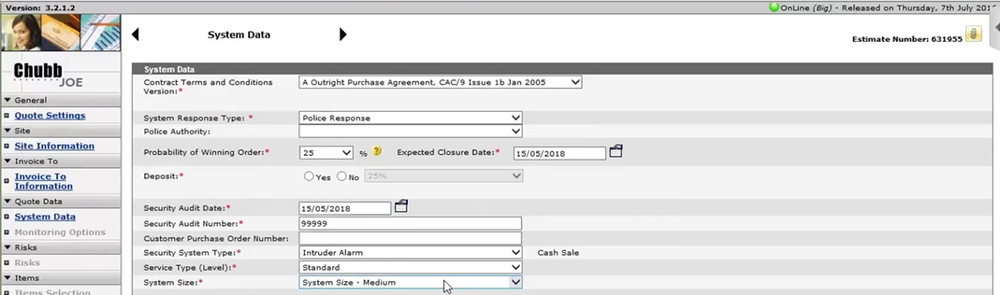 Version: 3.2.1.2
OnLine (Big) - Released on Thursday, 7th July
System Data
Estimate Number: 631955
Chubb
JOE
General
Quote Settings
Site
Site Information
Invoice To
Invoice To
Information
Quote Data
System Data
Monitoring Options
Risks
Risks
Items
Items Selection
System Data
Contract Terms and Conditions
Version:* A Outright Purchase Agreement, CAC/9 Issue 1b Jan 2005
System Response Type: * Police Response
Police Authority:
Probability of Winning Order:* 25 % ? Expected Closure Date:* 15/05/2018
Deposit:* Yes No 25%
Security Audit Date:* 15/05/2018
Security Audit Number:* 99999
Customer Purchase Order Number:
Security System Type:* Intruder Alarm Cash Sale
Service Type (Level):* Standard
System Size:* System Size - Medium